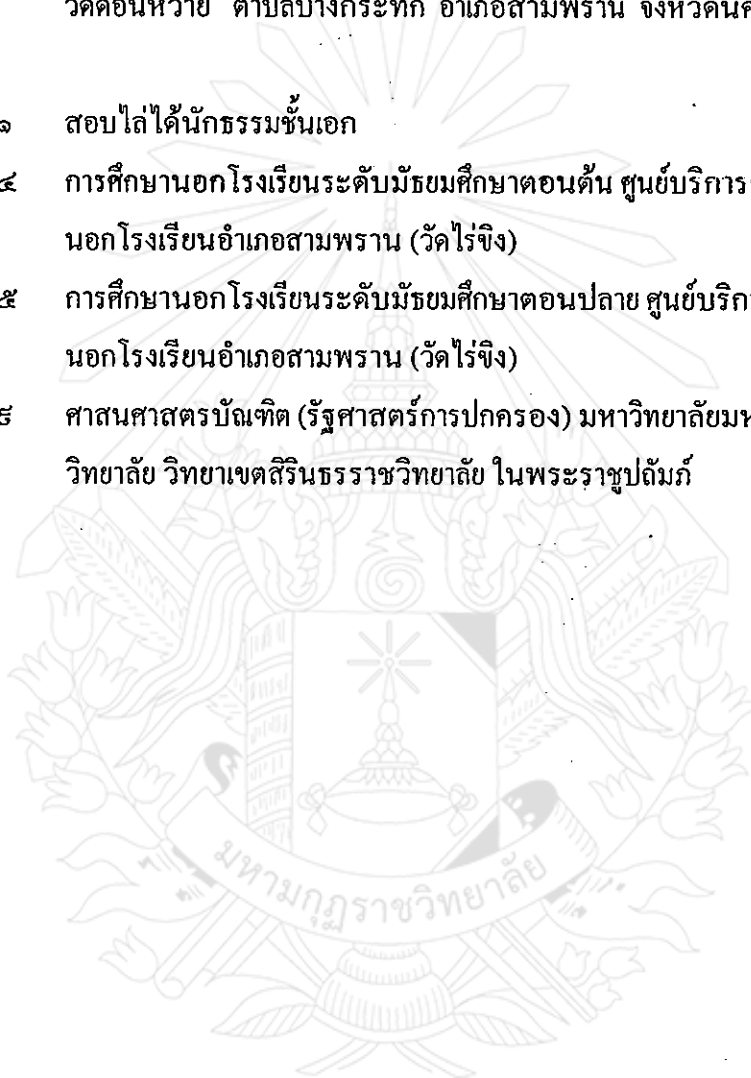 วัดดอนหวาย ตำบลบางกระทึก อำเภอสามพราน จังหวัดนค
๑ สอบไล่ได้นักธรรมชั้นเอก
๔ การศึกษานอกโรงเรียนระดับมัธยมศึกษาตอนต้น ศูนย์บริการ
นอกโรงเรียนอำเภอสามพราน (วัดไร่ขิง)
๕ การศึกษานอกโรงเรียนระดับมัธยมศึกษาตอนปลาย ศูนย์บริก
นอกโรงเรียนอำเภอสามพราน (วัดไร่ขิง)
๙ ศาสนศาสตรบัณฑิต (รัฐศาสตร์การปกครอง) มหาวิทยาลัยมห
วิทยาลัย วิทยาเขตสิรินธรราชวิทยาลัย ในพระราชูปถัมภ์
มหามกุฏราชวิทยาลัย